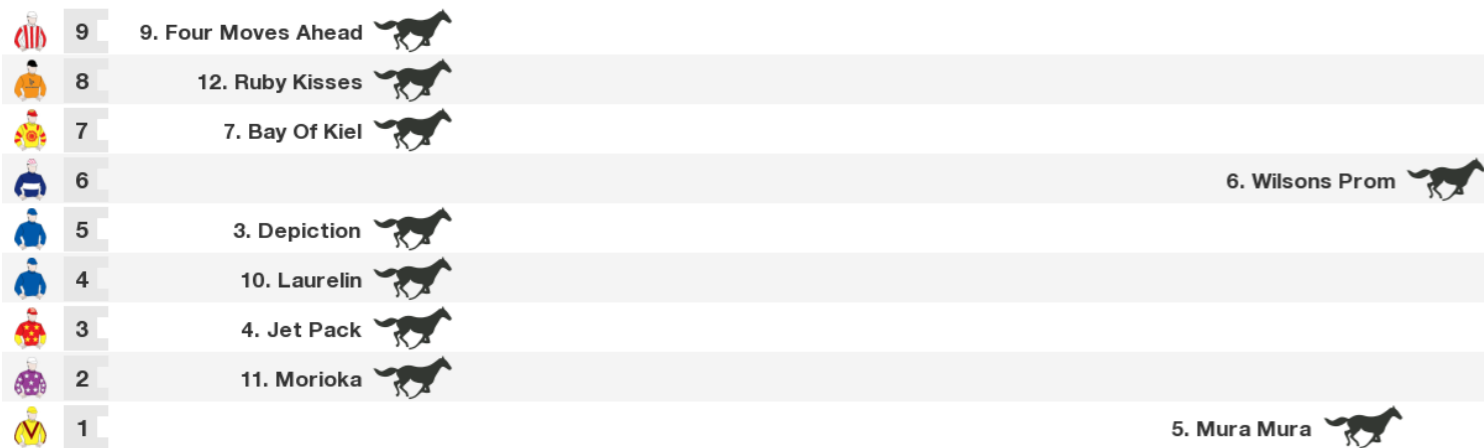 9 9. Four Moves Ahead
8 12. Ruby Kisses
7 7. Bay Of Kiel
6 6. Wilsons Prom
5 3. Depiction
4 10. Laurelin
3 4. Jet Pack
2 11. Morioka
1 5. Mura Mura